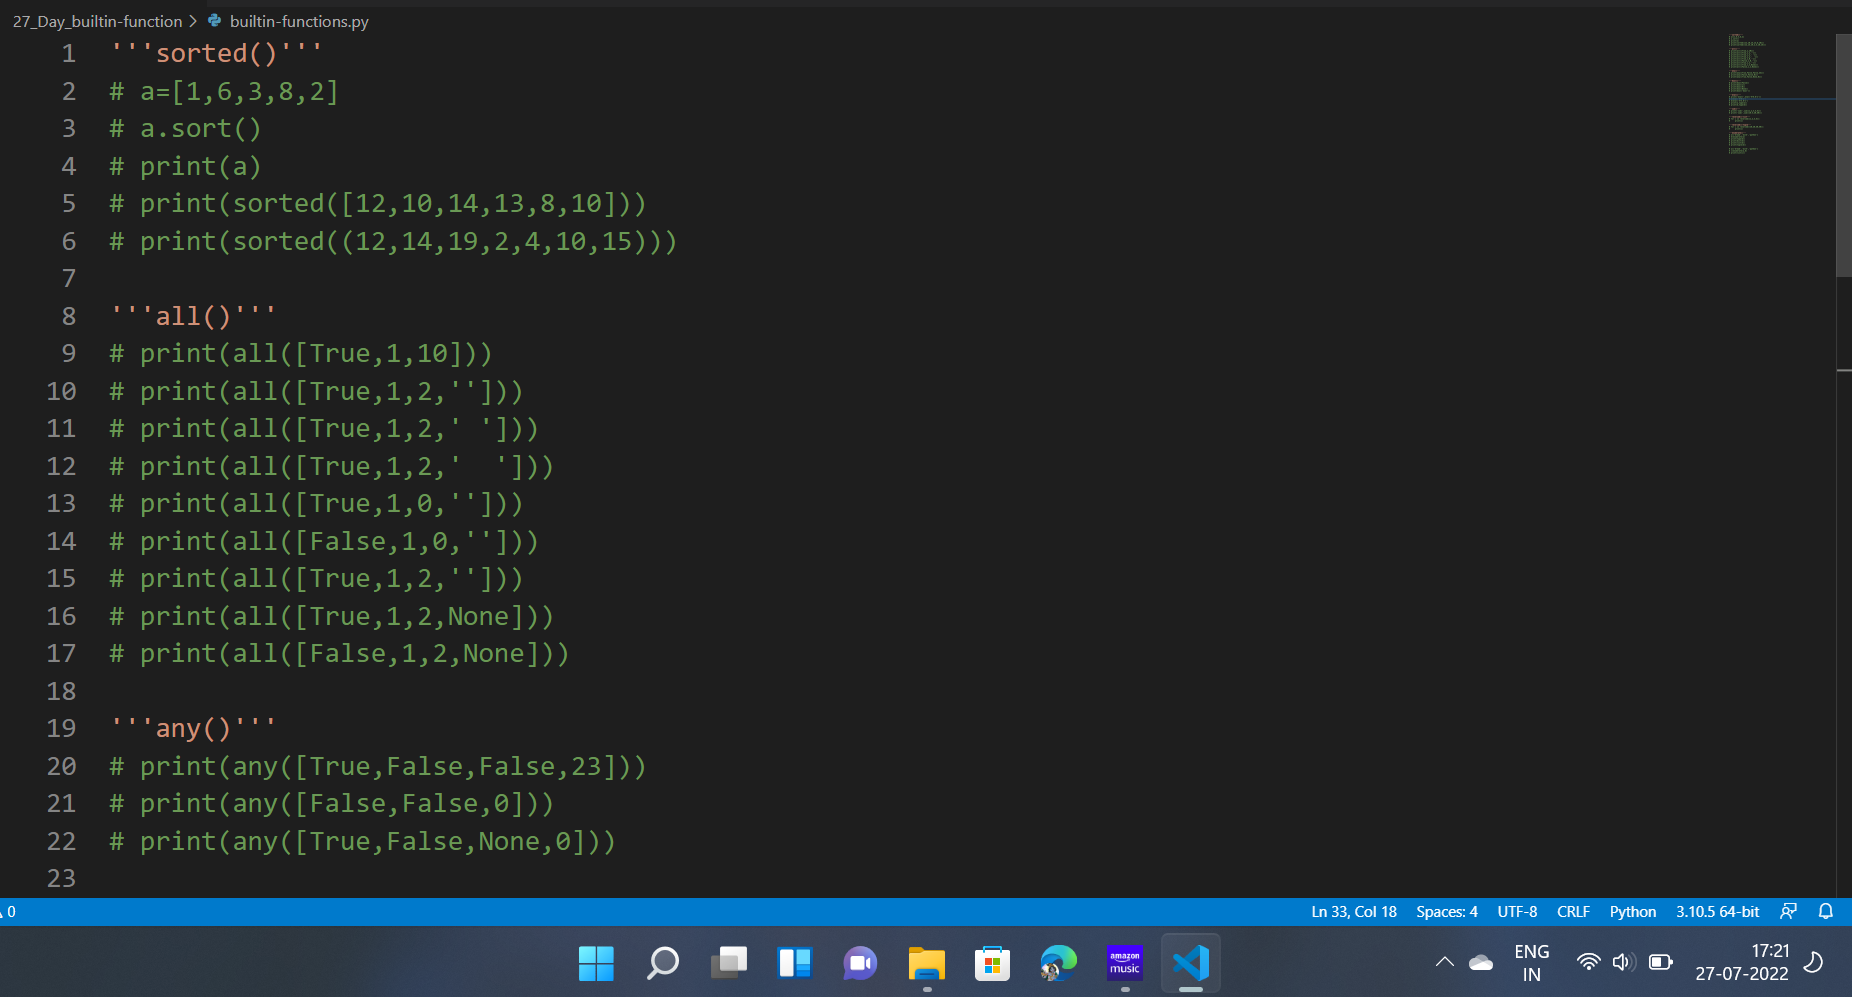 27_Day_builtin-function > builtin-functions.py
1 '''sorted()'''
2 # a=[1,6,3,8,2]
3 # a.sort()
4 # print(a)
5 # print(sorted([12,10,14,13,8,10]))
6 # print(sorted((12,14,19,2,4,10,15)))
7
8 '''all()'''
9 # print(all([True,1,10]))
10 # print(all([True,1,2,'']))
11 # print(all([True,1,2,' ']))
12 # print(all([True,1,2,'  ']))
13 # print(all([True,1,0,'']))
14 # print(all([False,1,0,'']))
15 # print(all([True,1,2,'']))
16 # print(all([True,1,2,None]))
17 # print(all([False,1,2,None]))
18
19 '''any()'''
20 # print(any([True,False,False,23]))
21 # print(any([False,False,0]))
22 # print(any([True,False,None,0]))
23
0 Ln 33, Col 18 Spaces: 4 UTF-8 CRLF Python 3.10.5 64-bit
amazon
music
ENG
IN
17:21
27-07-2022